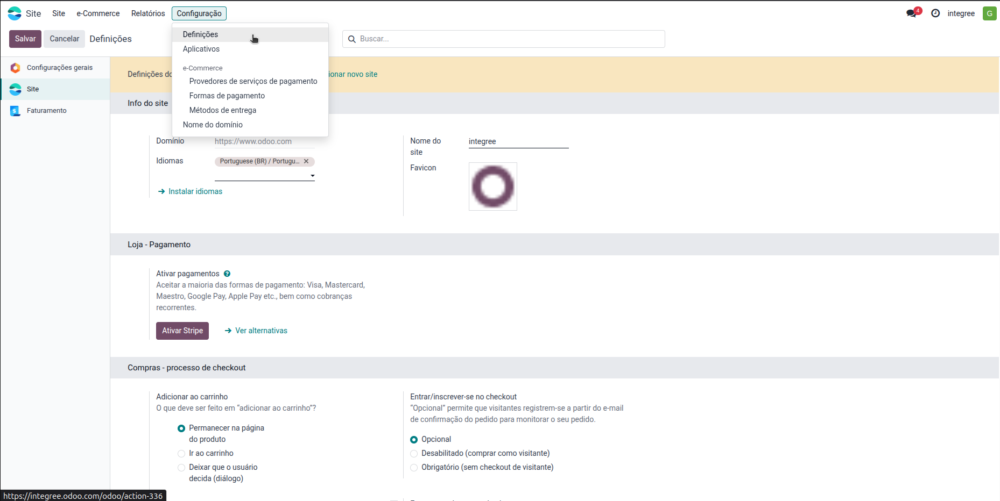 Site
Site
e-Commerce
Relatórios
Configuração
4
integree
G
Salvar
Cancelar
Definições
Definições
Aplicativos
e-Commerce
Provedores de serviços de pagamento
Formas de pagamento
Métodos de entrega
Nome do domínio
Buscar...
Configurações gerais
Site
Faturamento
Definições do
ionar novo site
Info do site
Domínio
https://www.odoo.com
Idiomas
Portuguese (BR) / Portugu...
Instalar idiomas
Nome do
site
integree
Favicon
Loja - Pagamento
Ativar pagamentos ?
Aceitar a maioria das formas de pagamento: Visa, Mastercard,
Maestro, Google Pay, Apple Pay etc., bem como cobranças
recorrentes.
Ativar Stripe
Ver alternativas
Compras - processo de checkout
Adicionar ao carrinho
O que deve ser feito em “adicionar ao carrinho”?
Permanecer na página
do produto
Ir ao carrinho
Deixar que o usuário
decida (diálogo)
Entrar/inscrever-se no checkout
“Opcional” permite que visitantes registrem-se a partir do e-mail
de confirmação do pedido para monitorar o seu pedido.
Opcional
Desabilitado (comprar como visitante)
Obrigatório (sem checkout de visitante)
https://integree.odoo.com/odoo/action-336